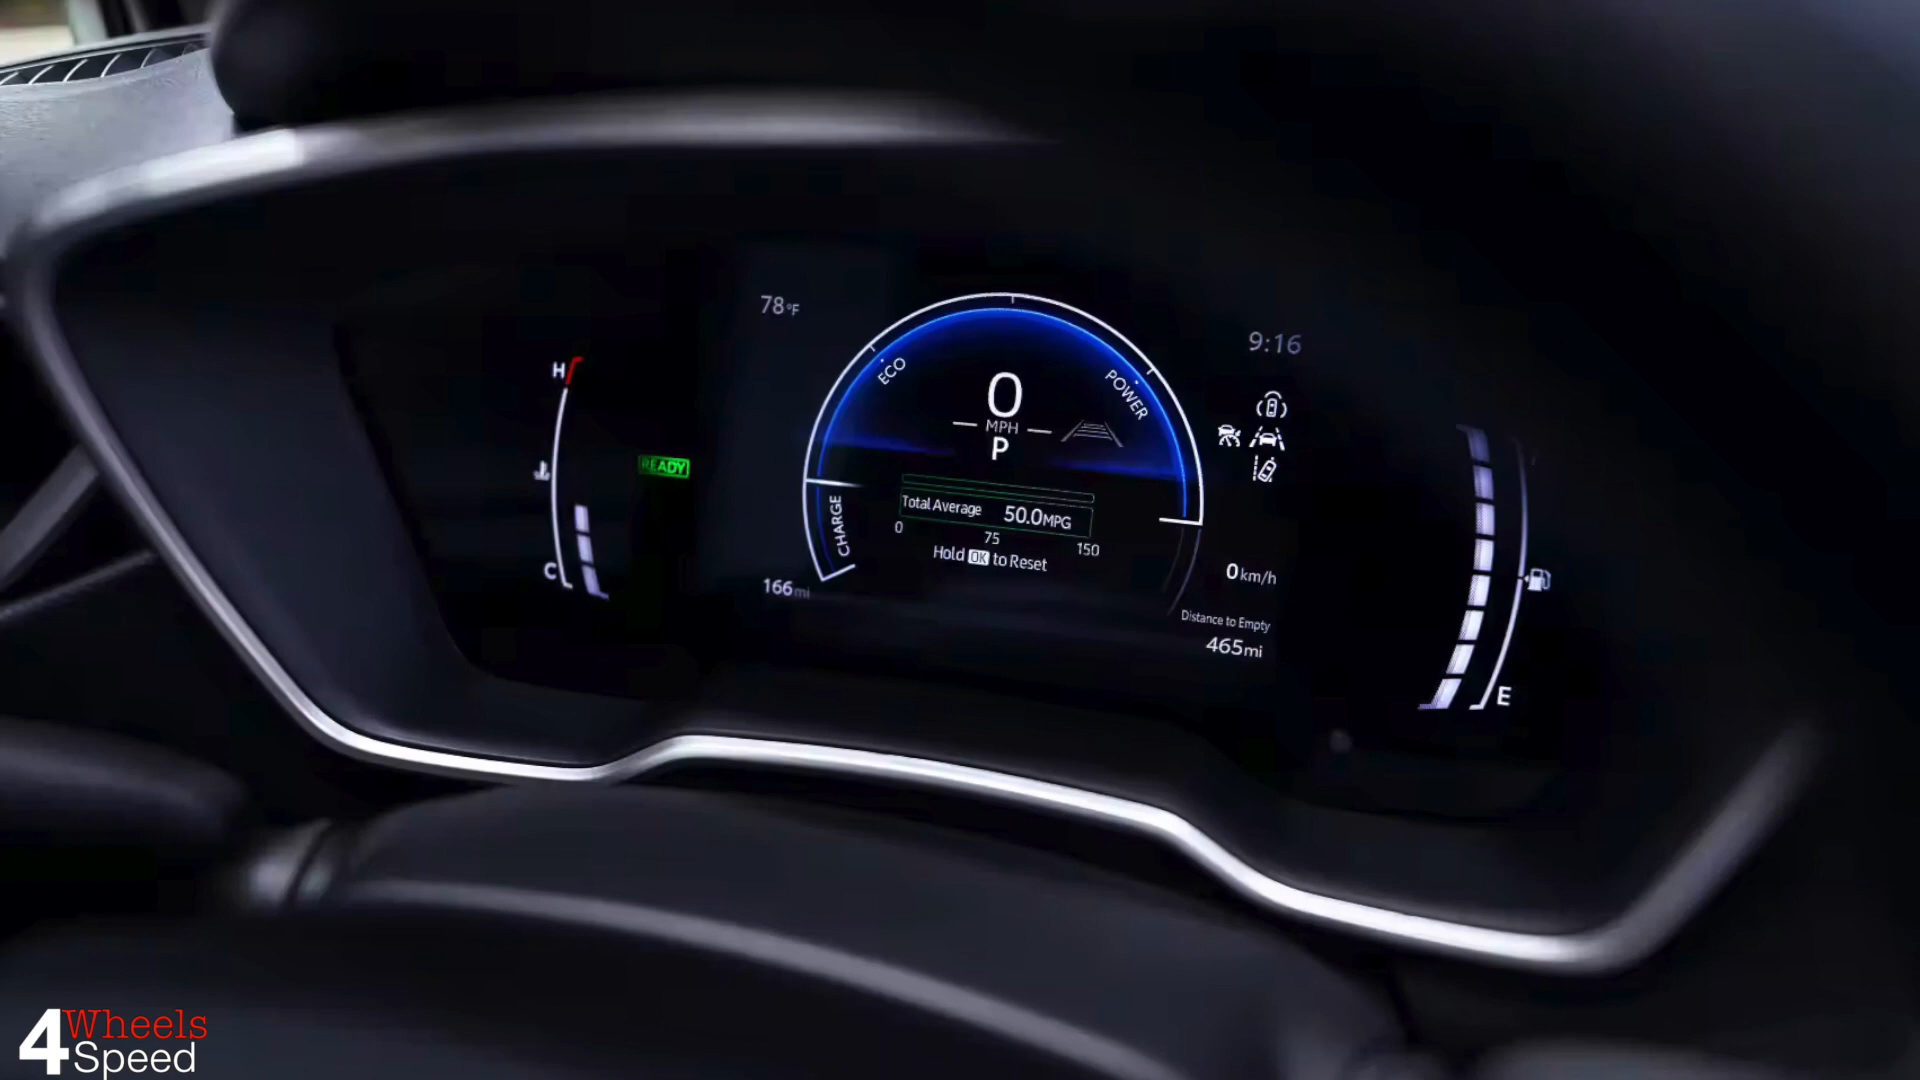 78°F
9:16
H
ECO
POWER
0
MPH
P
READY
CHARGE
Total Average 50.0MPG
0 75 150
Hold OK to Reset
C
0km/h
166mi
Distance to Empty
465mi
E
4Wheels
Speed